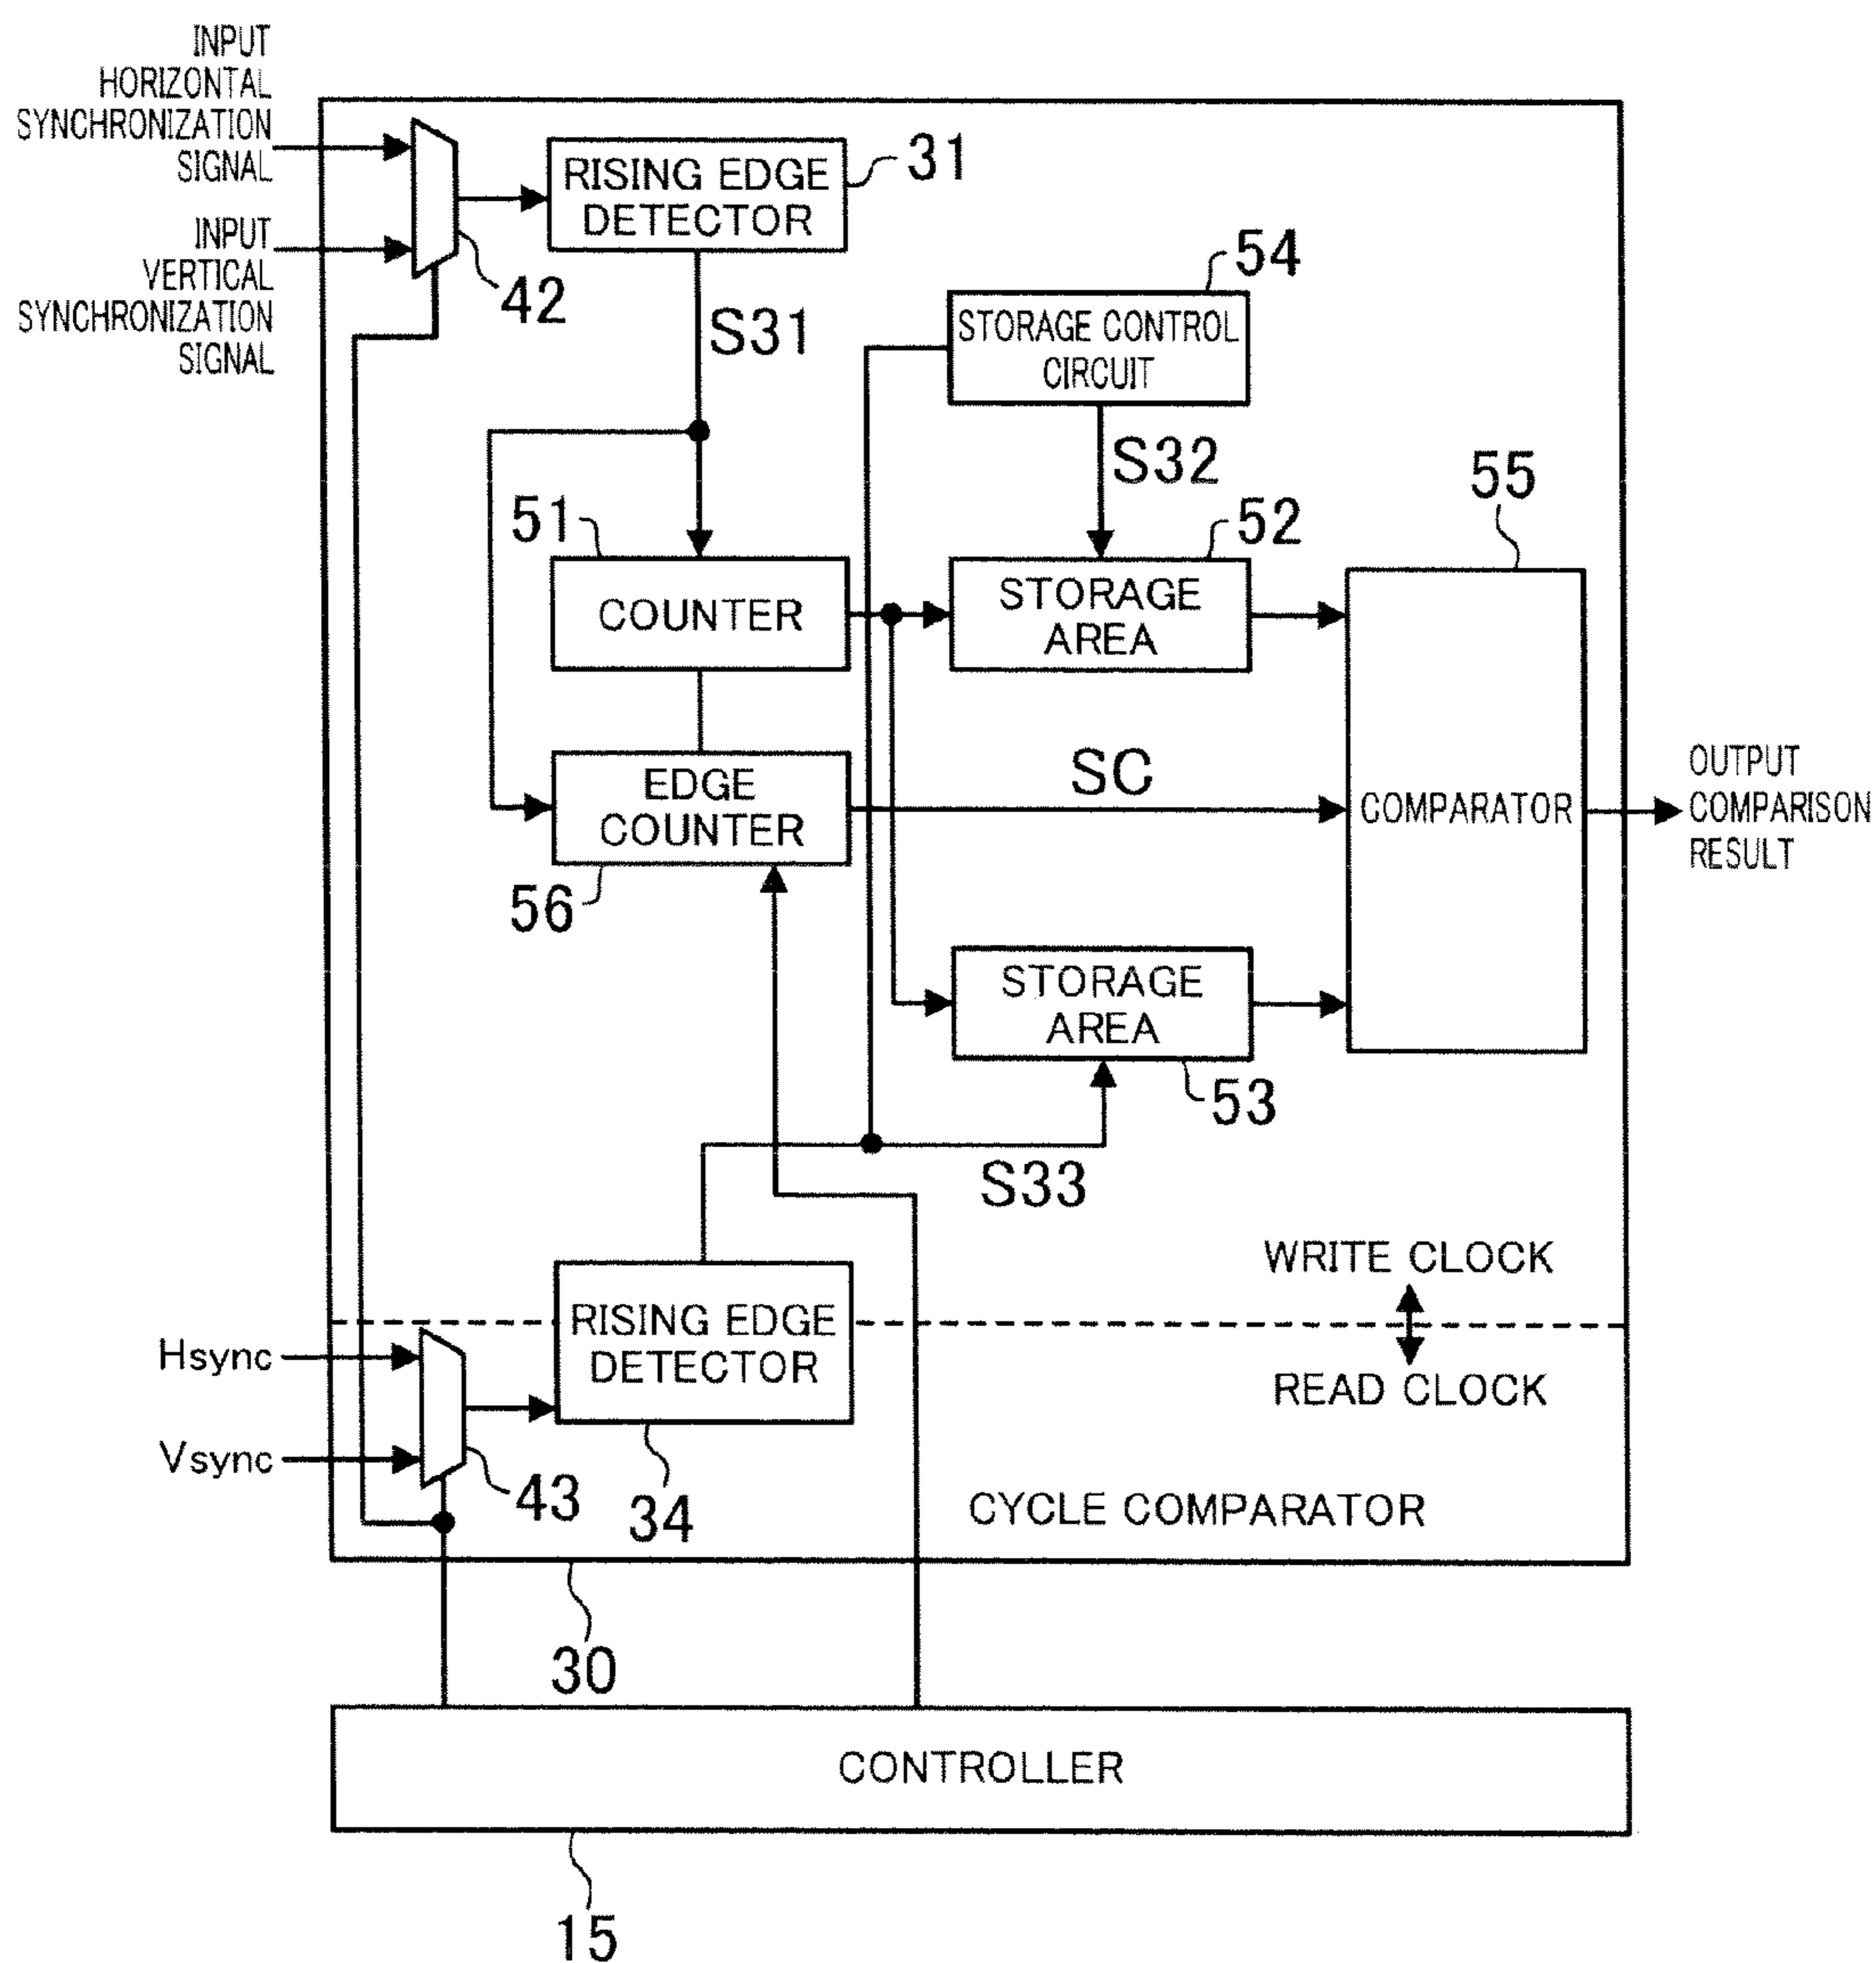 INPUT
HORIZONTAL
SYNCHRONIZATION
SIGNAL
INPUT
VERTICAL
SYNCHRONIZATION
SIGNAL
42
RISING EDGE
DETECTOR
31
S31
54
STORAGE CONTROL
CIRCUIT
S32
51
COUNTER
52
STORAGE
AREA
55
COMPARATOR
EDGE
COUNTER
56
SC
OUTPUT
COMPARISON
RESULT
STORAGE
AREA
53
S33
WRITE CLOCK
READ CLOCK
Hsync
Vsync
43
RISING EDGE
DETECTOR
34
CYCLE COMPARATOR
30
CONTROLLER
15